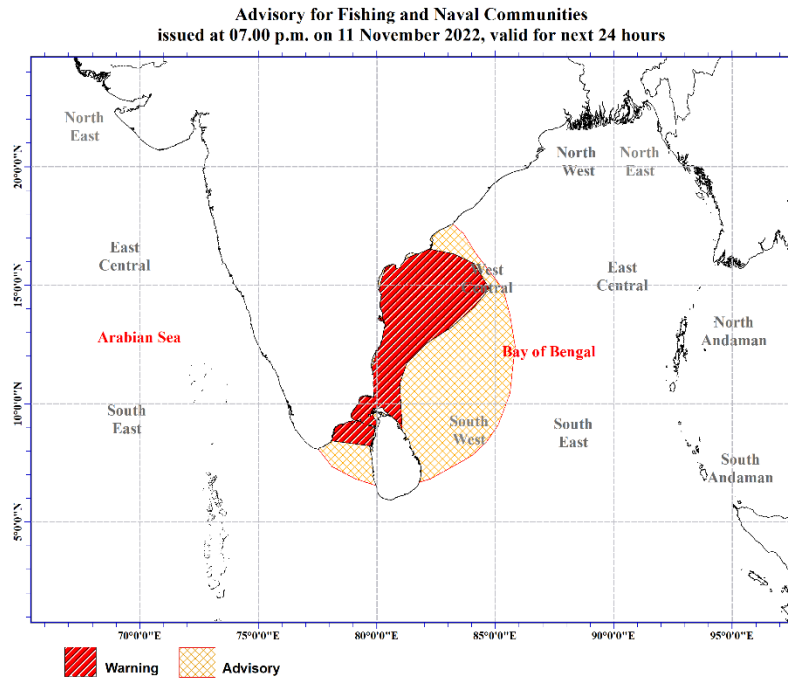 Advisory for Fishing and Naval Communities
issued at 07.00 p.m. on 11 November 2022, valid for next 24 hours
North
East
North
West
North
East
20°0'0"N
East
Central
West
Central
East
Central
15°0'0"N
Arabian Sea
Bay of Bengal
North
Andaman
10°0'0"N
South
East
South
West
South
East
South
Andaman
5°0'0"N
70°0'0"E
75°0'0"E
80°0'0"E
85°0'0"E
90°0'0"E
95°0'0"E
Warning
Advisory